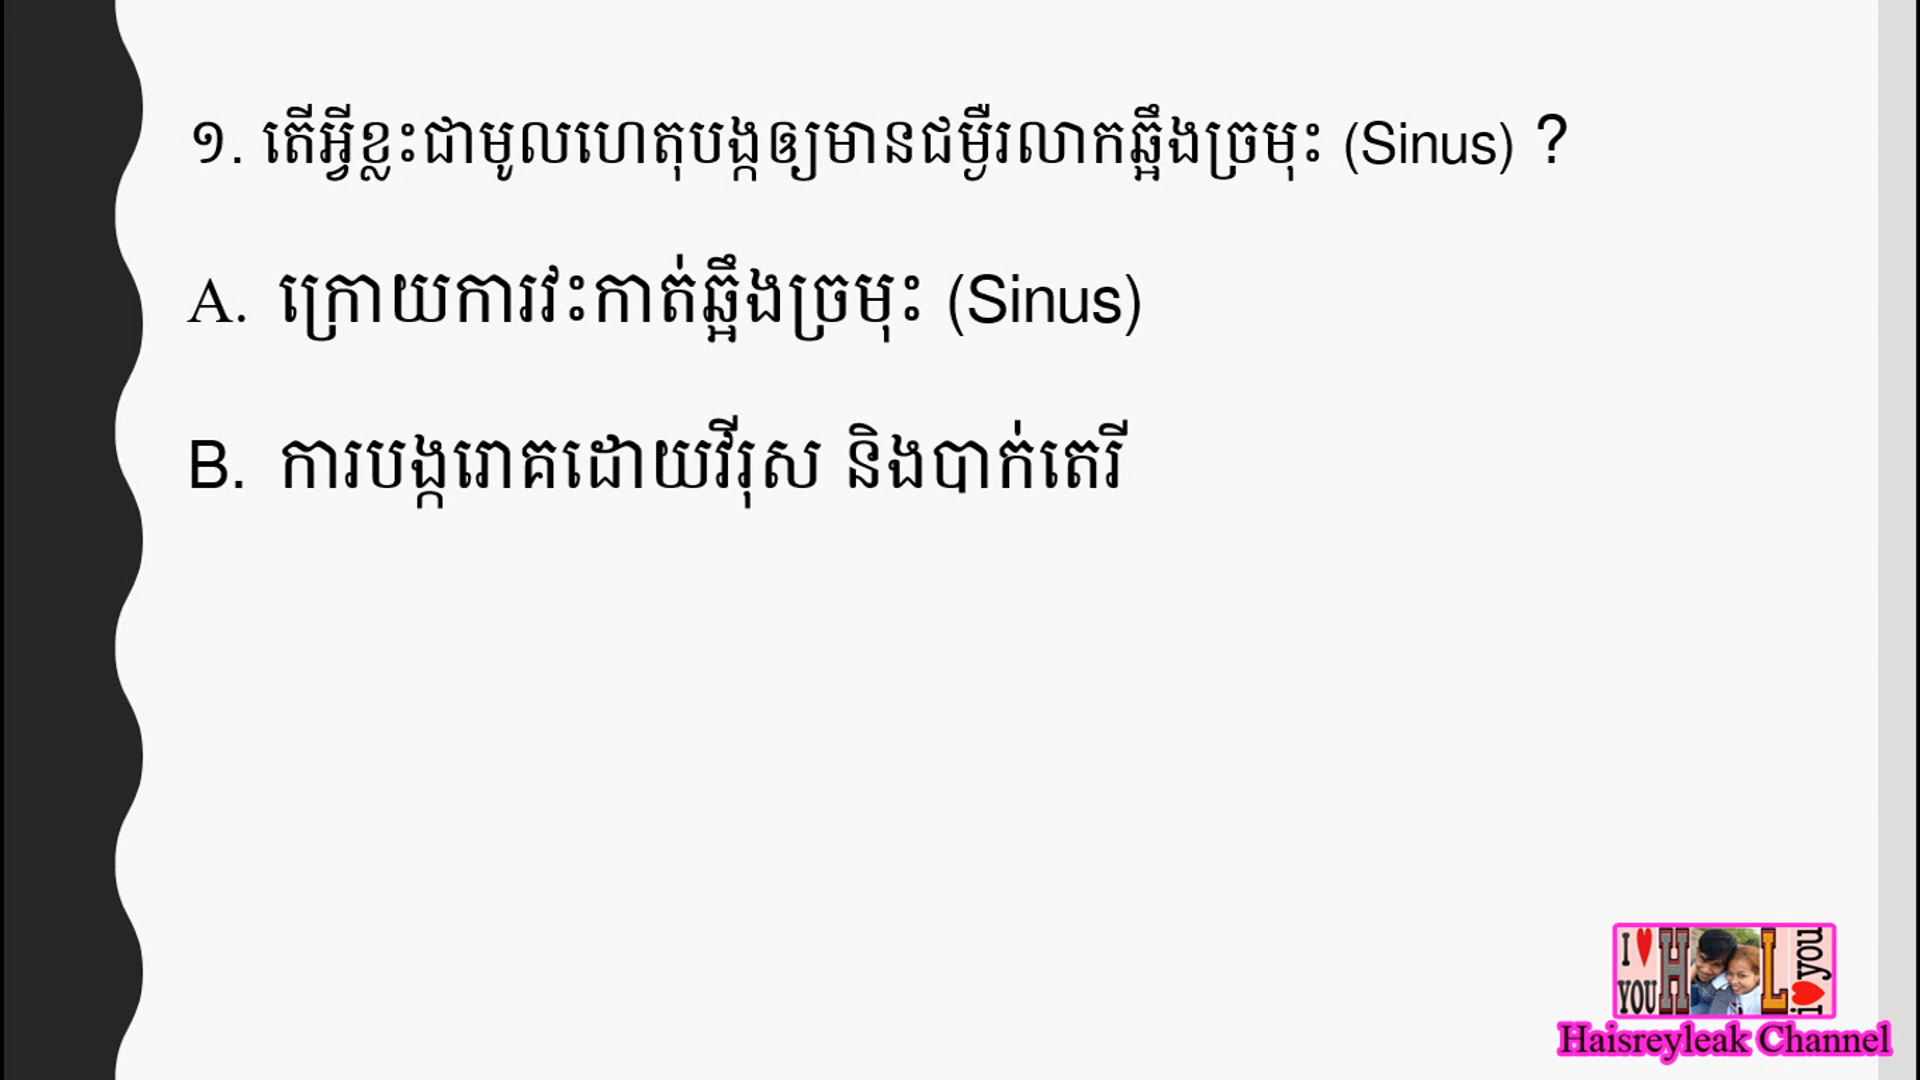 ១. តើអ្វីខ្លះជាមូលហេតុបង្កឲ្យមានជម្ងឺរលាកឆ្អឹងច្រមុះ (Sinus) ?
A. ក្រោយការវះកាត់ឆ្អឹងច្រមុះ (Sinus)
B. ការបង្ករោគដោយវីរុស និងបាក់តេរី
I ♥ YOU H L i ♥ you
Haisreyleak Channel